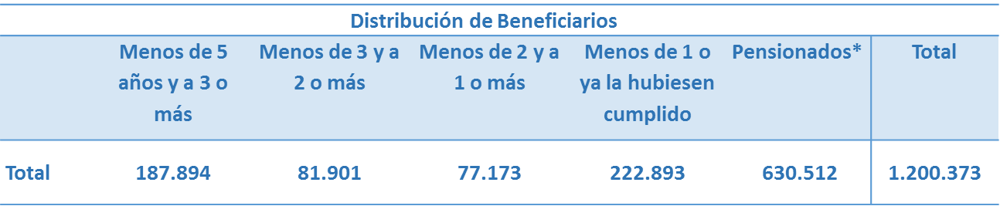 Distribución de Beneficiarios
Menos de 5 años y a 3 o más
Menos de 3 y a 2 o más
Menos de 2 y a 1 o más
Menos de 1 o ya la hubiesen cumplido
Pensionados*
Total
Total 187.894 81.901 77.173 222.893 630.512 1.200.373